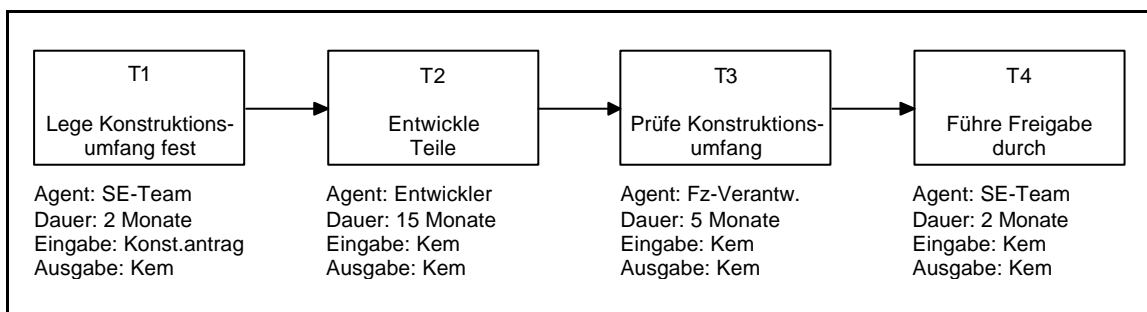 T1
Lege Konstruktions-
umfang fest
Agent: SE-Team
Dauer: 2 Monate
Eingabe: Konst.antrag
Ausgabe: Kem
T2
Entwickle
Teile
Agent: Entwickler
Dauer: 15 Monate
Eingabe: Kem
Ausgabe: Kem
T3
Prüfe Konstruktions-
umfang
Agent: Fz-Verantw.
Dauer: 5 Monate
Eingabe: Kem
Ausgabe: Kem
T4
Führe Freigabe
durch
Agent: SE-Team
Dauer: 2 Monate
Eingabe: Kem
Ausgabe: Kem